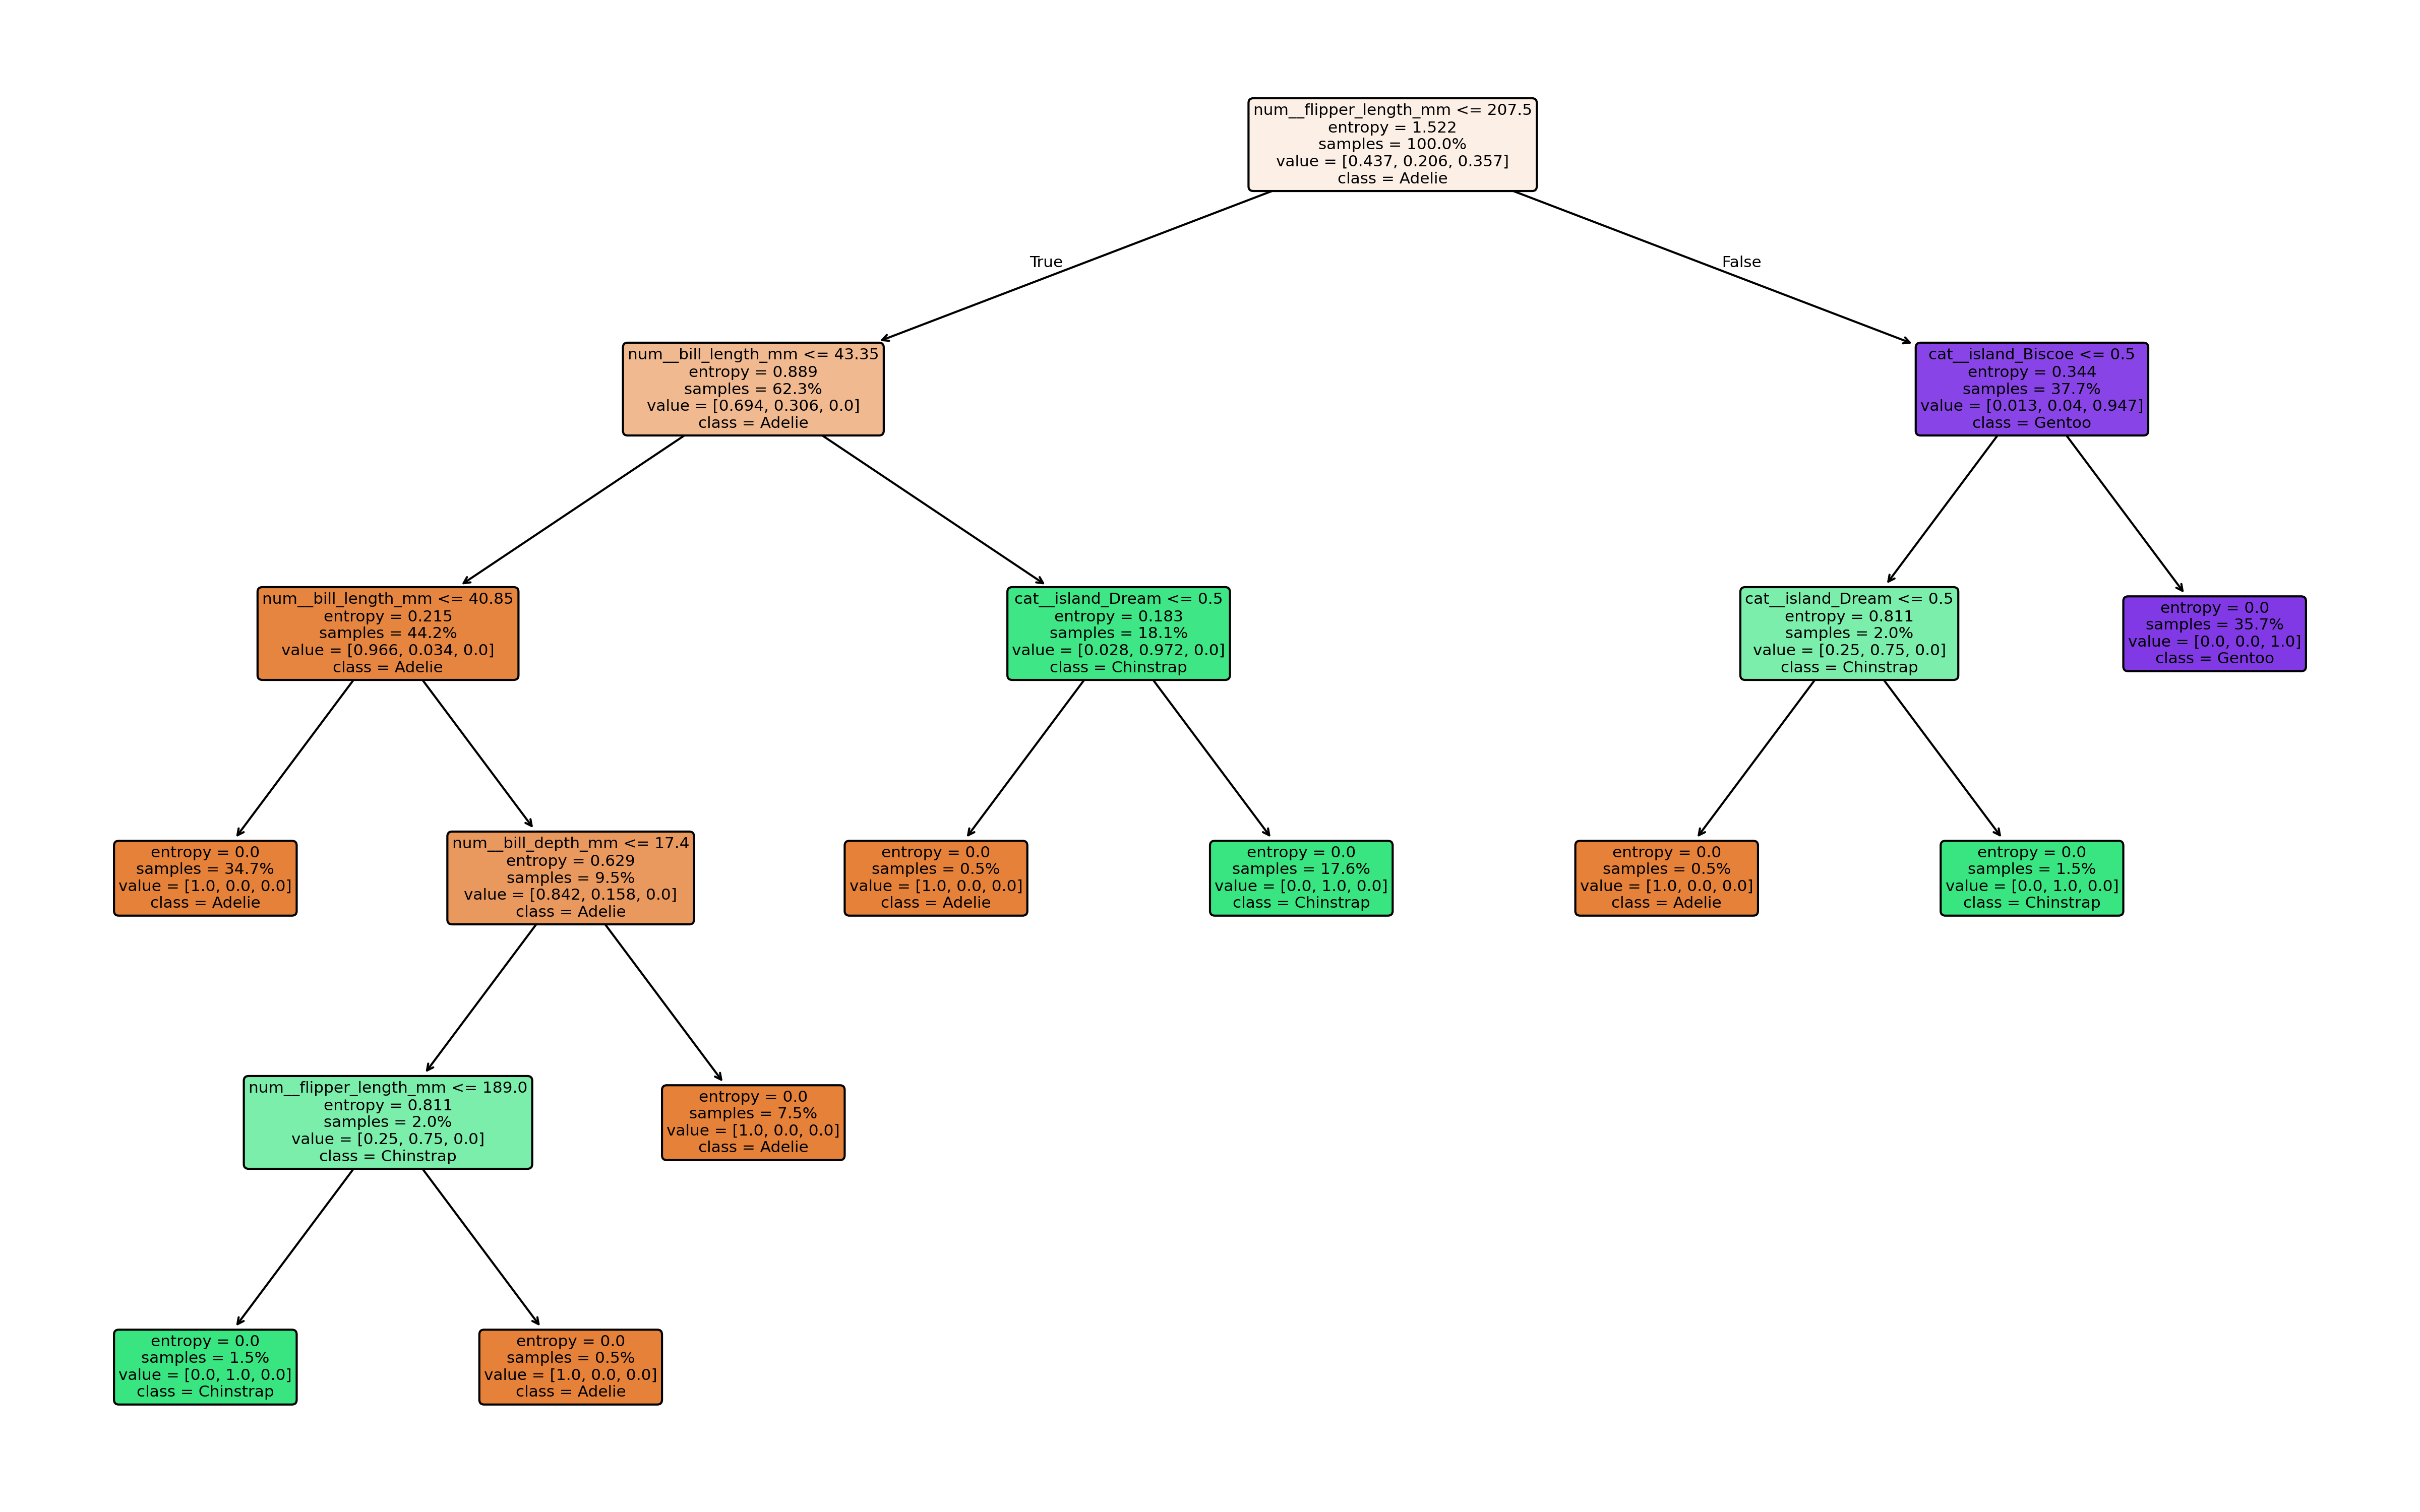 num__flipper_length_mm <= 207.5
entropy = 1.522
samples = 100.0%
value = [0.437, 0.206, 0.357]
class = Adelie
True
False
num__bill_length_mm <= 43.35
entropy = 0.889
samples = 62.3%
value = [0.694, 0.306, 0.0]
class = Adelie
cat__island_Biscoe <= 0.5
entropy = 0.344
samples = 37.7%
value = [0.013, 0.04, 0.947]
class = Gentoo
num__bill_length_mm <= 40.85
entropy = 0.215
samples = 44.2%
value = [0.966, 0.034, 0.0]
class = Adelie
cat__island_Dream <= 0.5
entropy = 0.183
samples = 18.1%
value = [0.028, 0.972, 0.0]
class = Chinstrap
cat__island_Dream <= 0.5
entropy = 0.811
samples = 2.0%
value = [0.25, 0.75, 0.0]
class = Chinstrap
entropy = 0.0
samples = 35.7%
value = [0.0, 0.0, 1.0]
class = Gentoo
entropy = 0.0
samples = 34.7%
value = [1.0, 0.0, 0.0]
class = Adelie
num__bill_depth_mm <= 17.4
entropy = 0.629
samples = 9.5%
value = [0.842, 0.158, 0.0]
class = Adelie
entropy = 0.0
samples = 0.5%
value = [1.0, 0.0, 0.0]
class = Adelie
entropy = 0.0
samples = 17.6%
value = [0.0, 1.0, 0.0]
class = Chinstrap
entropy = 0.0
samples = 0.5%
value = [1.0, 0.0, 0.0]
class = Adelie
entropy = 0.0
samples = 1.5%
value = [0.0, 1.0, 0.0]
class = Chinstrap
num__flipper_length_mm <= 189.0
entropy = 0.811
samples = 2.0%
value = [0.25, 0.75, 0.0]
class = Chinstrap
entropy = 0.0
samples = 7.5%
value = [1.0, 0.0, 0.0]
class = Adelie
entropy = 0.0
samples = 1.5%
value = [0.0, 1.0, 0.0]
class = Chinstrap
entropy = 0.0
samples = 0.5%
value = [1.0, 0.0, 0.0]
class = Adelie